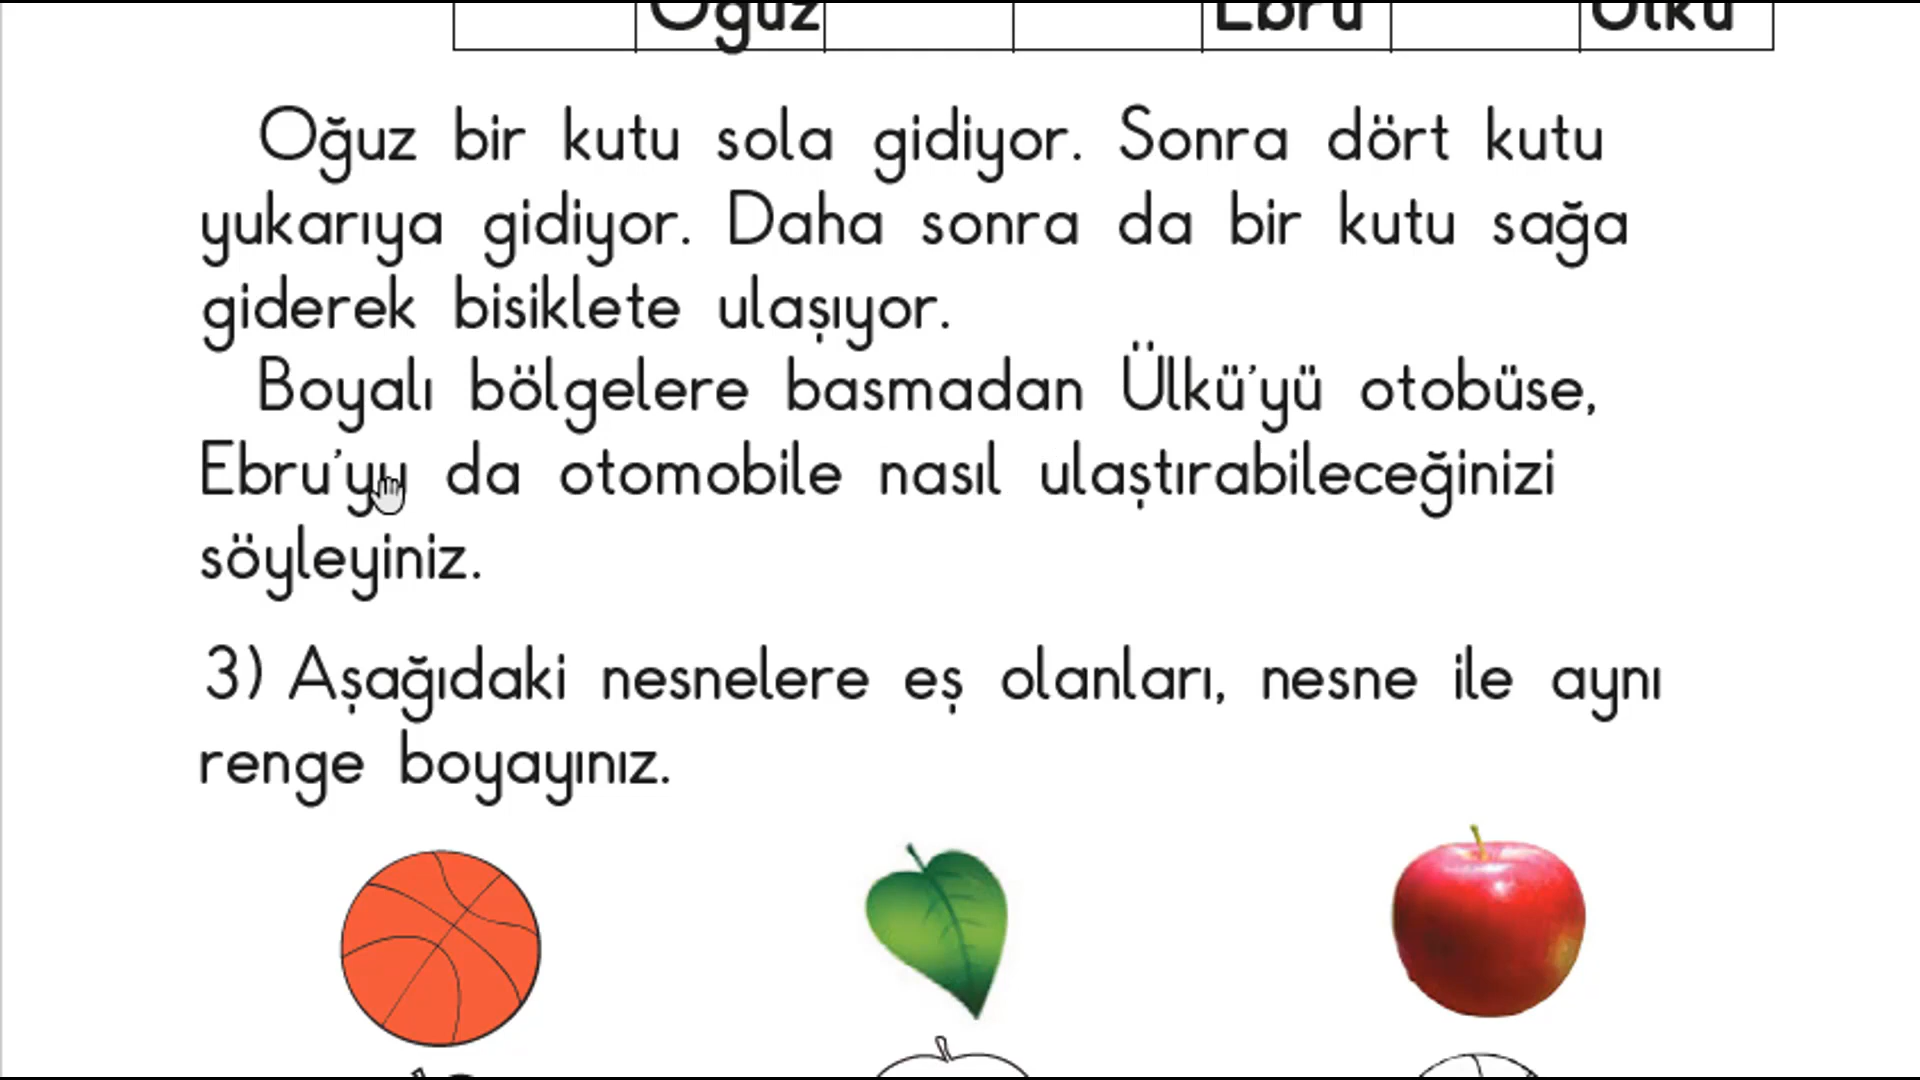 Oğuz Ebru Ülkü
Oğuz bir kutu sola gidiyor. Sonra dört kutu
yukarıya gidiyor. Daha sonra da bir kutu sağa
giderek bisiklete ulaşıyor.
Boyalı bölgelere basmadan Ülkü'yü otobüse,
Ebru'yu da otomobile nasıl ulaştırabileceğinizi
söyleyiniz.
3) Aşağıdaki nesnelere eş olanları, nesne ile aynı
renge boyayınız.